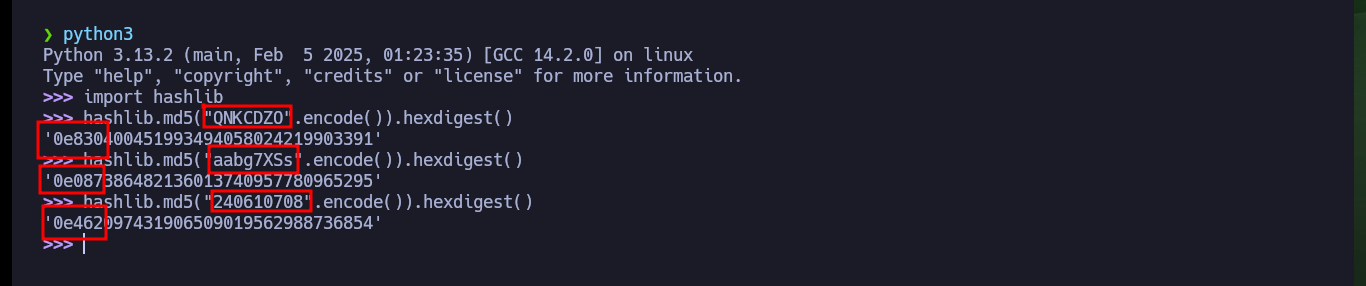 ❯ python3
Python 3.13.2 (main, Feb  5 2025, 01:23:35) [GCC 14.2.0] on linux
Type "help", "copyright", "credits" or "license" for more information.
>>> import hashlib
>>> hashlib.md5("QNKCDZO".encode()).hexdigest()
'0e830400451993494058024219903391'
>>> hashlib.md5("aabg7XSs".encode()).hexdigest()
'0e087386482136013740957780965295'
>>> hashlib.md5("240610708".encode()).hexdigest()
'0e462097431906509019562988736854'
>>>